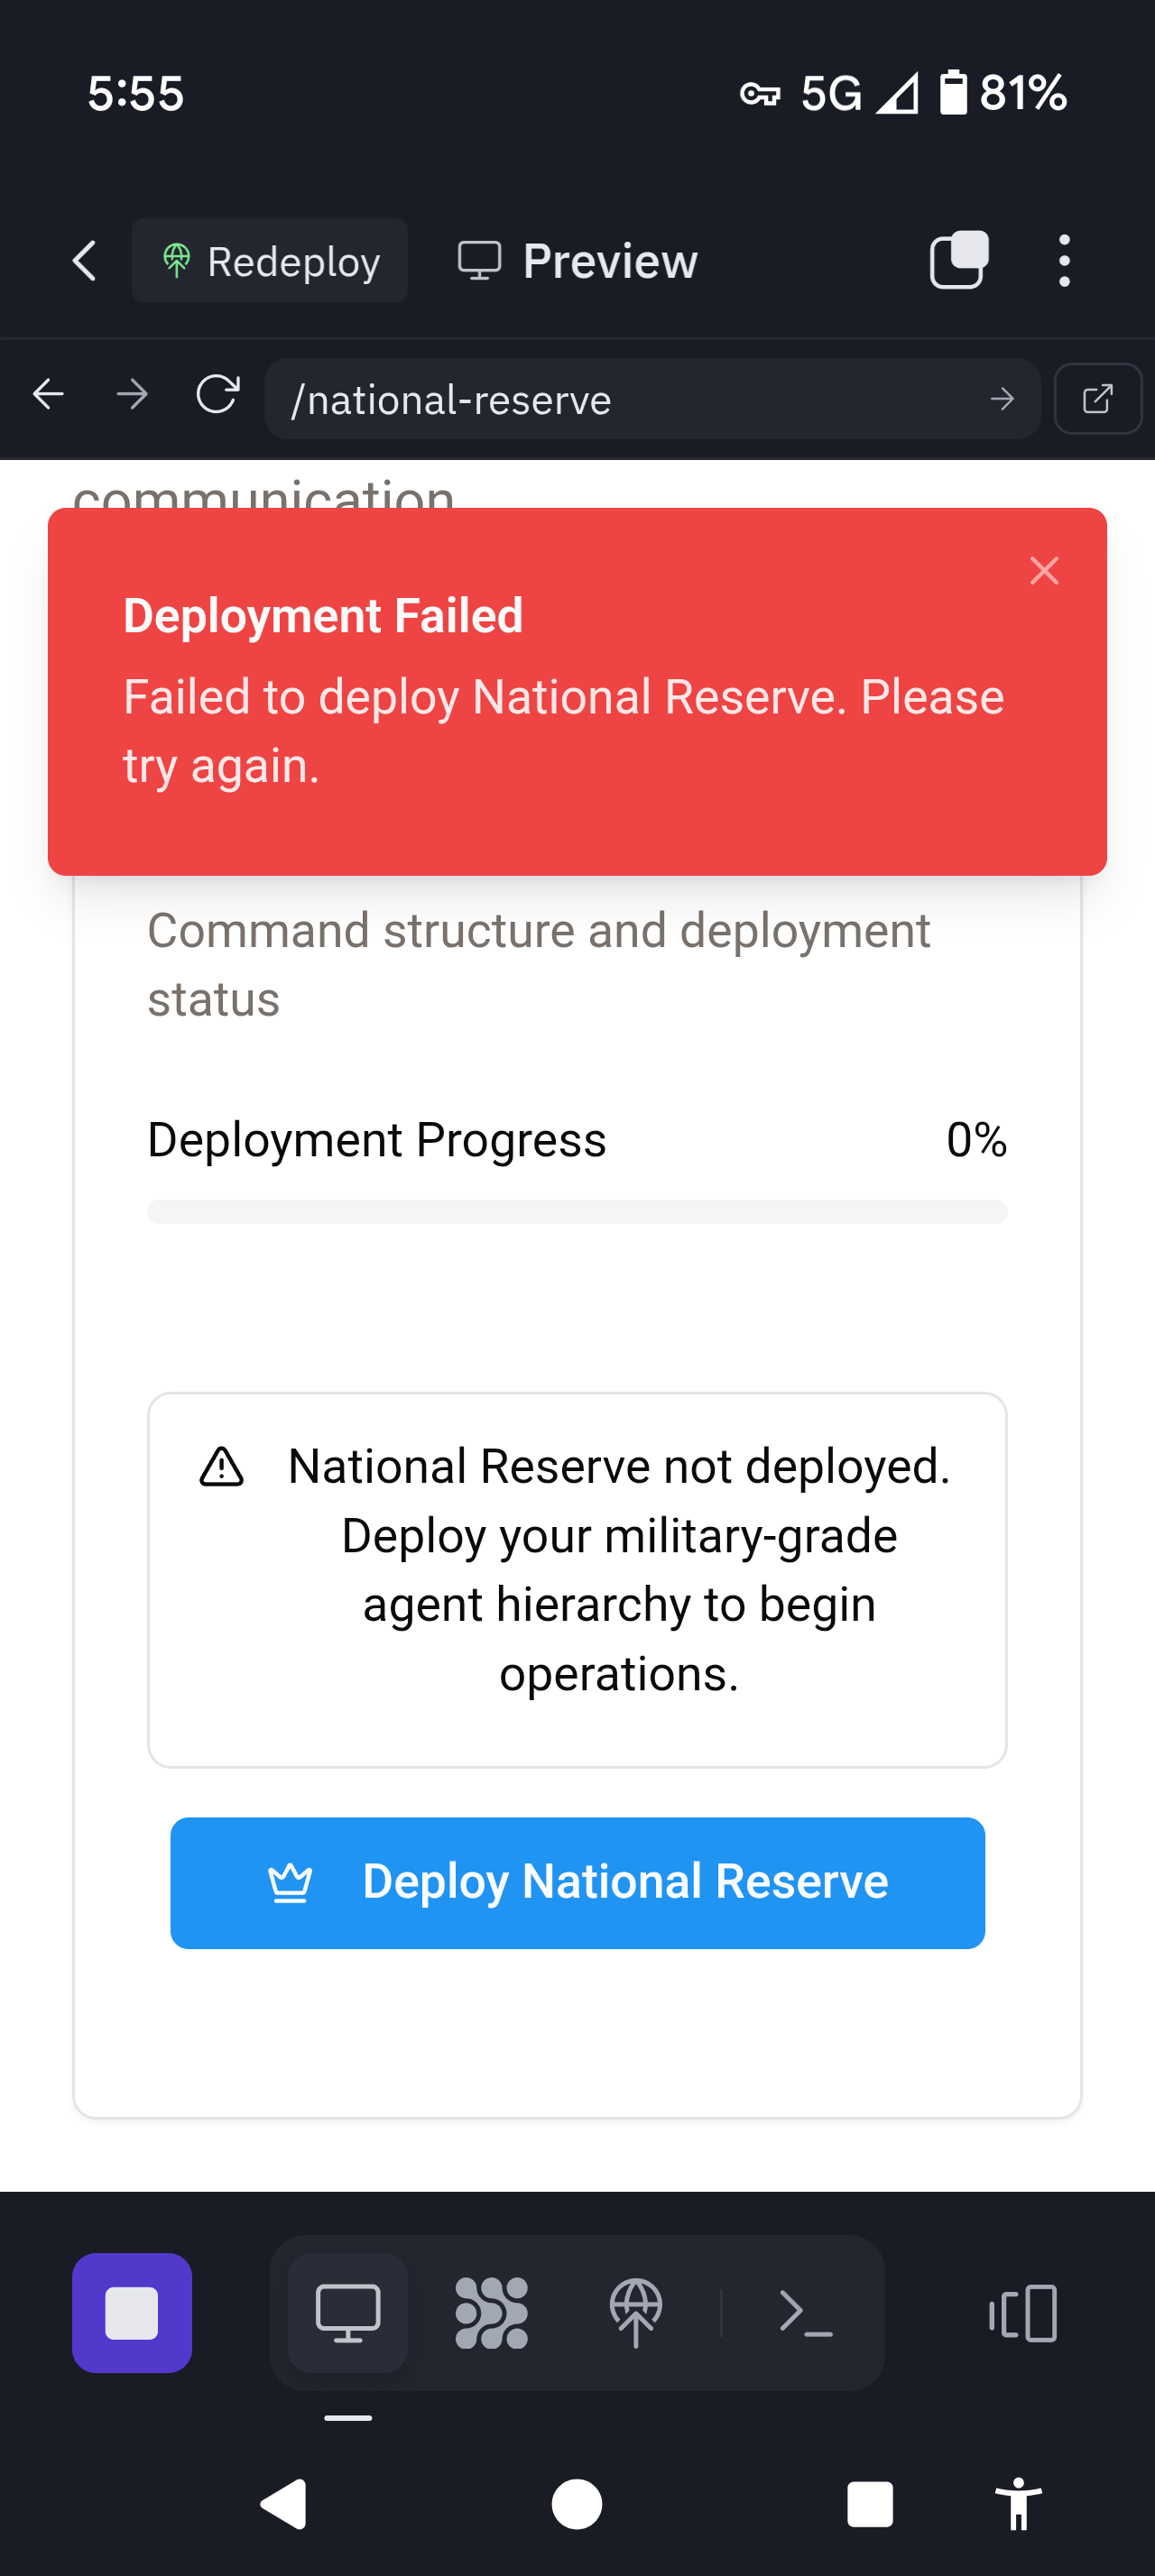 5:55
5G 81%
Redeploy Preview
/national-reserve
communication
Deployment Failed
Failed to deploy National Reserve. Please
try again.
Command structure and deployment
status
Deployment Progress 0%
National Reserve not deployed.
Deploy your military-grade
agent hierarchy to begin
operations.
Deploy National Reserve